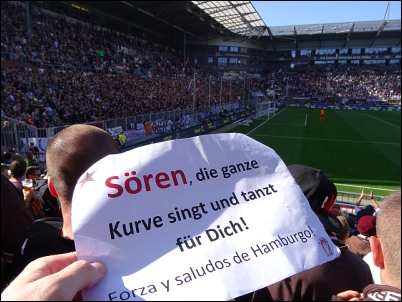 Sören, die ganze
Kurve singt und tanzt
für Dich!
Forza y saludos de Hamburgo!